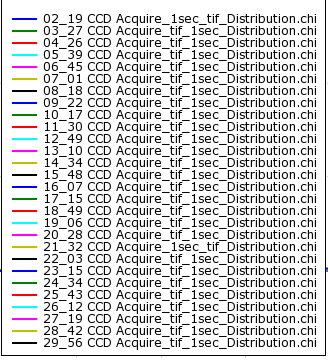 02_19 CCD Acquire_1sec_tif_Distribution.chi
03_27 CCD Acquire_tif_1sec_Distribution.chi
04_26 CCD Acquire_tif_1sec_Distribution.chi
05_39 CCD Acquire_tif_1sec_Distribution.chi
06_45 CCD Acquire_tif_1sec_Distribution.chi
07_01 CCD Acquire_tif_1sec_Distribution.chi
08_18 CCD Acquire_tif_1sec_Distribution.chi
09_22 CCD Acquire_tif_1sec_Distribution.chi
10_17 CCD Acquire_tif_1sec_Distribution.chi
11_30 CCD Acquire_tif_1sec_Distribution.chi
12_49 CCD Acquire_tif_1sec_Distribution.chi
13_10 CCD Acquire_tif_1sec_Distribution.chi
14_34 CCD Acquire_tif_1sec_Distribution.chi
15_48 CCD Acquire_tif_1sec_Distribution.chi
16_07 CCD Acquire_tif_1sec_Distribution.chi
17_15 CCD Acquire_tif_1sec_Distribution.chi
18_49 CCD Acquire_tif_1sec_Distribution.chi
19_06 CCD Acquire_tif_1sec_Distribution.chi
20_28 CCD Acquire_tif_1sec_Distribution.chi
21_32 CCD Acquire_1sec_tif_Distribution.chi
22_03 CCD Acquire_tif_1sec_Distribution.chi
23_15 CCD Acquire_tif_1sec_Distribution.chi
24_34 CCD Acquire_tif_1sec_Distribution.chi
25_43 CCD Acquire_tif_1sec_Distribution.chi
26_12 CCD Acquire_tif_1sec_Distribution.chi
27_19 CCD Acquire_tif_1sec_Distribution.chi
28_42 CCD Acquire_tif_1sec_Distribution.chi
29_56 CCD Acquire_tif_1sec_Distribution.chi